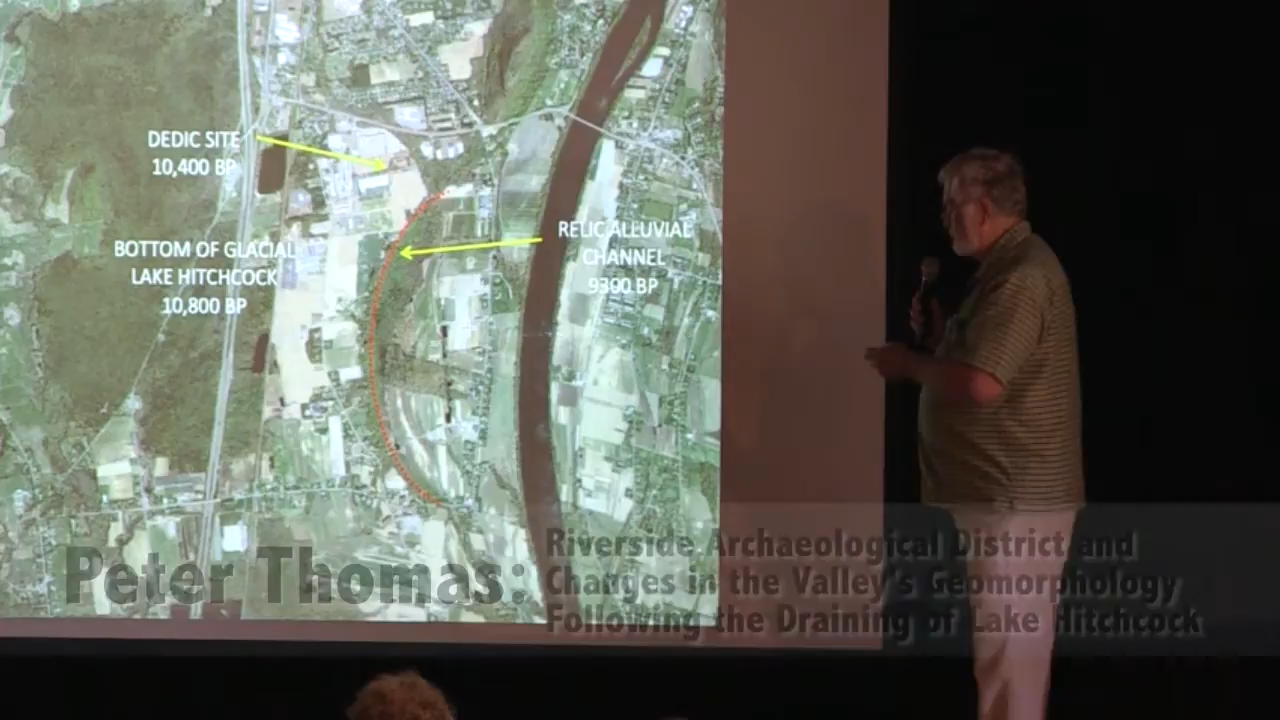 DEDIC SITE
10,400 BP
BOTTOM OF GLACIAL
LAKE HITCHCOCK
10,800 BP
RELIC ALLUVIAL
CHANNEL
9300 BP
Peter Thomas:
Riverside Archaeological District and
Changes in the Valley's Geomorphology
Following the Draining of Lake Hitchcock